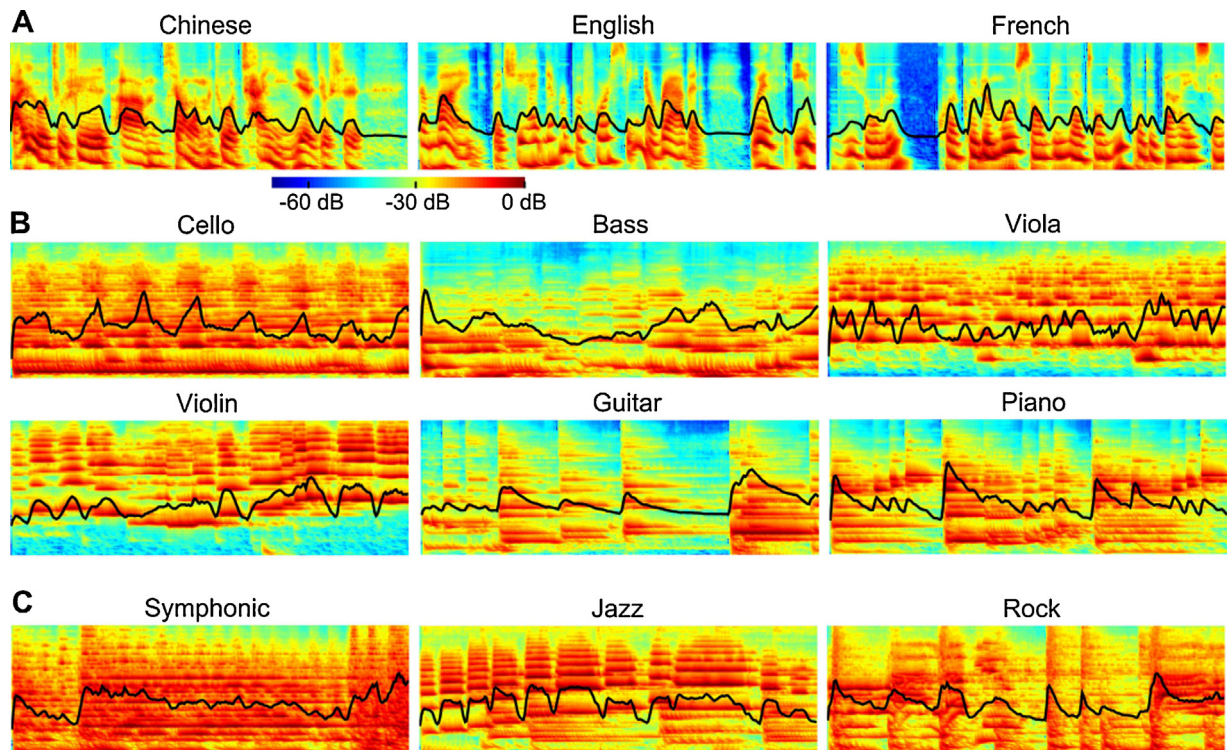 A
Chinese English French
-60 dB -30 dB 0 dB
B
Cello Bass Viola
Violin Guitar Piano
C
Symphonic Jazz Rock